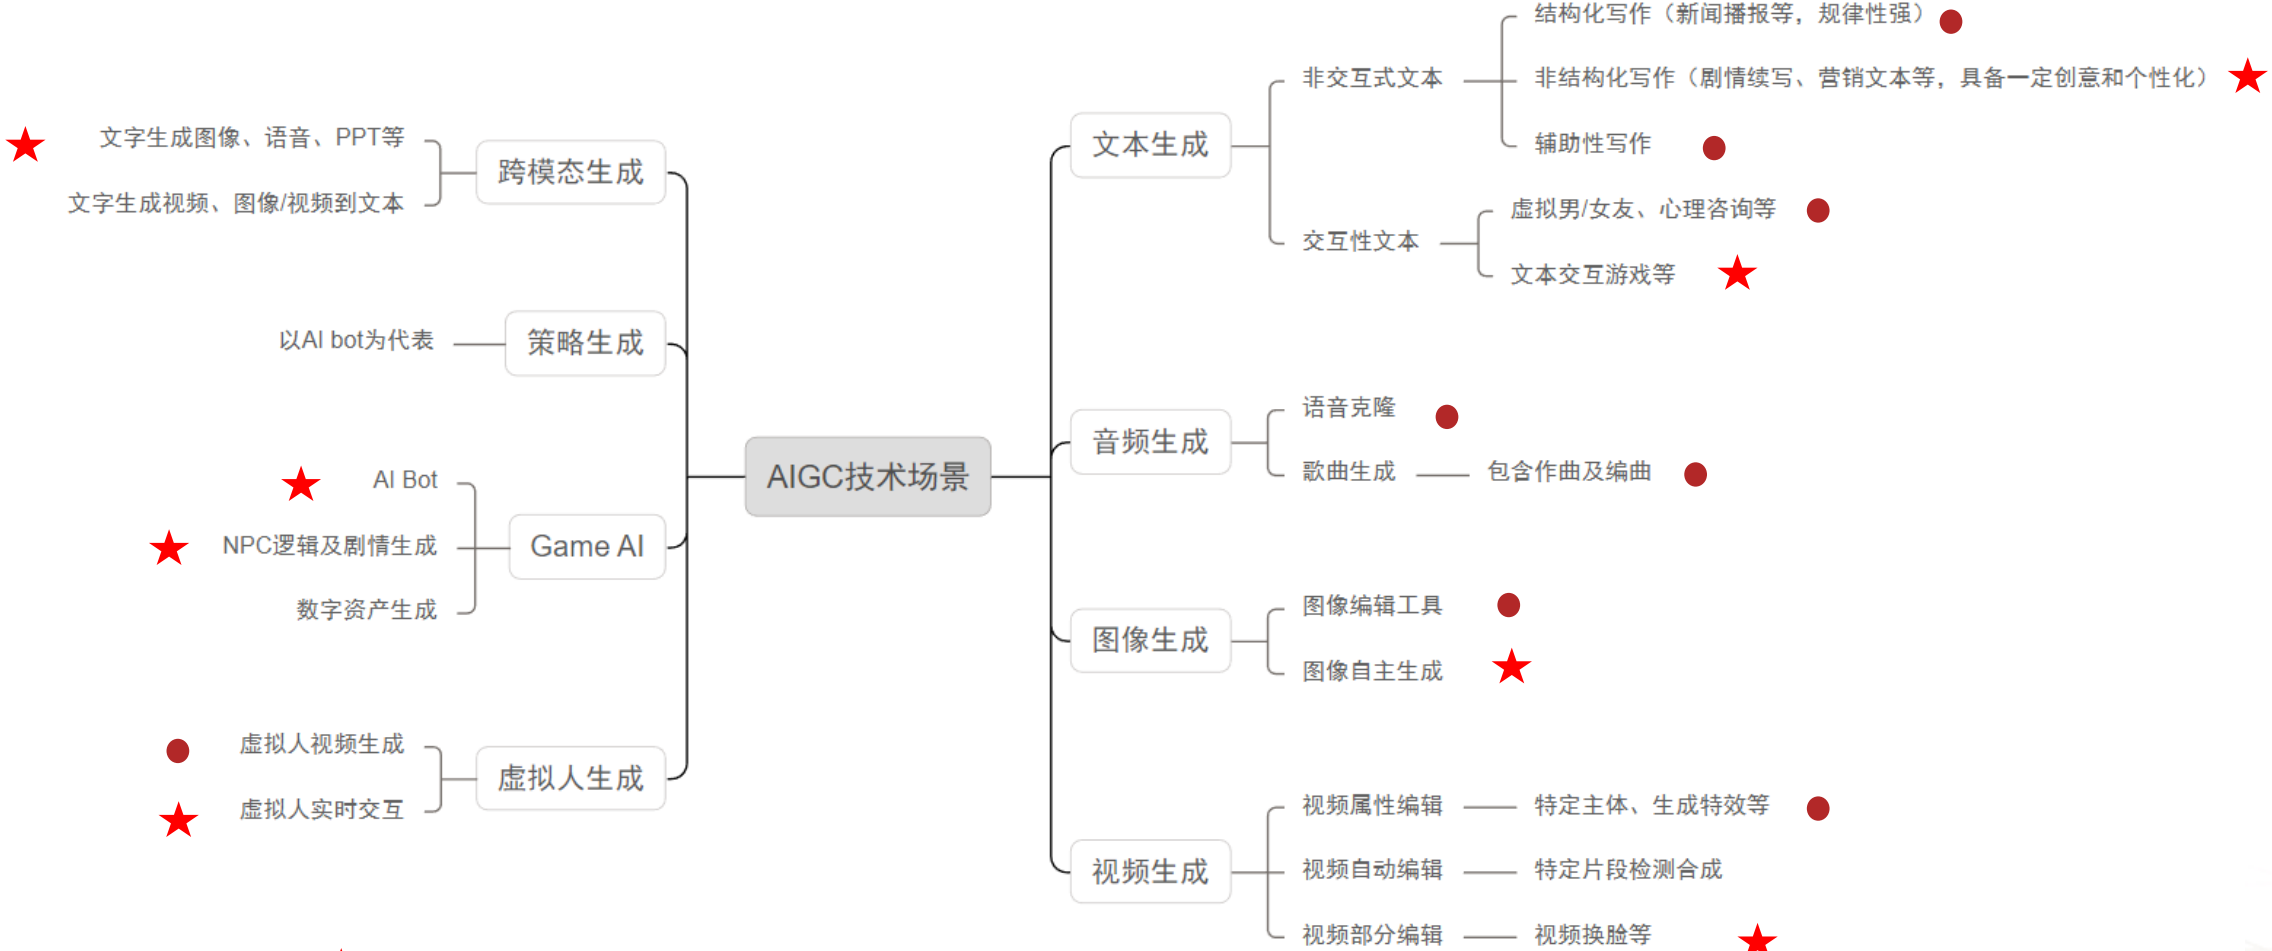 AIGC技术场景
文本生成
非交互式文本
结构化写作（新闻播报等，规律性强）
非结构化写作（剧情续写、营销文本等，具备一定创意和个性化）
辅助性写作
交互性文本
虚拟男/女友、心理咨询等
文本交互游戏等
音频生成
语音克隆
歌曲生成
包含作曲及编曲
图像生成
图像编辑工具
图像自主生成
视频生成
视频属性编辑
特定主体、生成特效等
视频自动编辑
特定片段检测合成
视频部分编辑
视频换脸等
跨模态生成
文字生成图像、语音、PPT等
文字生成视频、图像/视频到文本
策略生成
以AI bot为代表
Game AI
AI Bot
NPC逻辑及剧情生成
数字资产生成
虚拟人生成
虚拟人视频生成
虚拟人实时交互